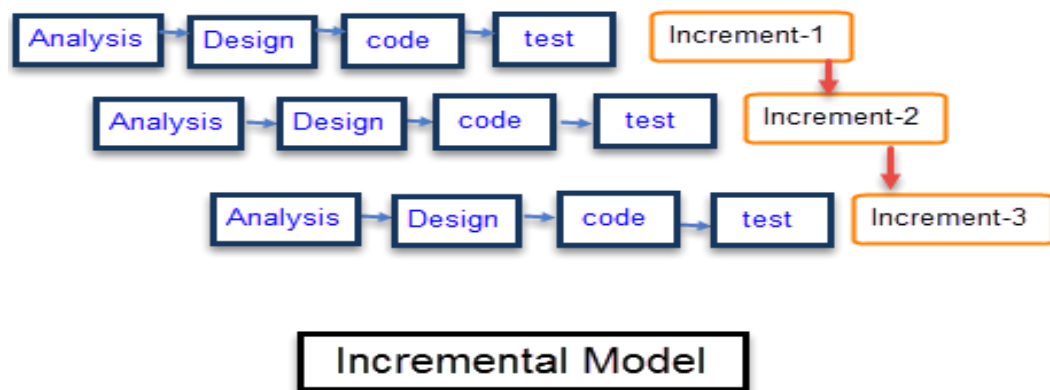 Analysis Design code test Increment-1
Analysis Design code test Increment-2
Analysis Design code test Increment-3
Incremental Model